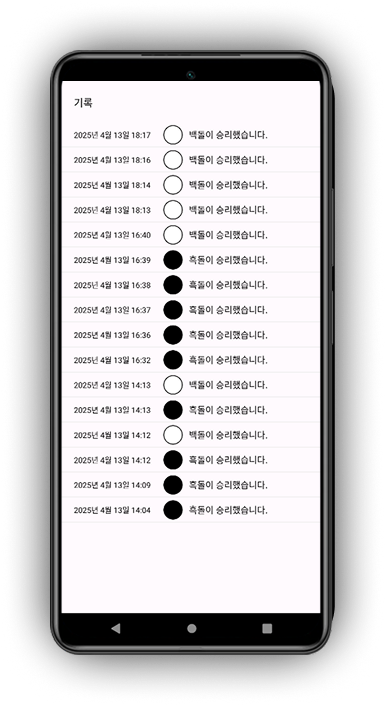 기록
2025년 4월 13일 18:17 백돌이 승리했습니다.
2025년 4월 13일 18:16 백돌이 승리했습니다.
2025년 4월 13일 18:14 백돌이 승리했습니다.
2025년 4월 13일 18:13 백돌이 승리했습니다.
2025년 4월 13일 16:40 백돌이 승리했습니다.
2025년 4월 13일 16:39 흑돌이 승리했습니다.
2025년 4월 13일 16:38 흑돌이 승리했습니다.
2025년 4월 13일 16:37 흑돌이 승리했습니다.
2025년 4월 13일 16:36 흑돌이 승리했습니다.
2025년 4월 13일 16:32 흑돌이 승리했습니다.
2025년 4월 13일 14:13 백돌이 승리했습니다.
2025년 4월 13일 14:13 흑돌이 승리했습니다.
2025년 4월 13일 14:12 백돌이 승리했습니다.
2025년 4월 13일 14:12 흑돌이 승리했습니다.
2025년 4월 13일 14:09 흑돌이 승리했습니다.
2025년 4월 13일 14:04 흑돌이 승리했습니다.